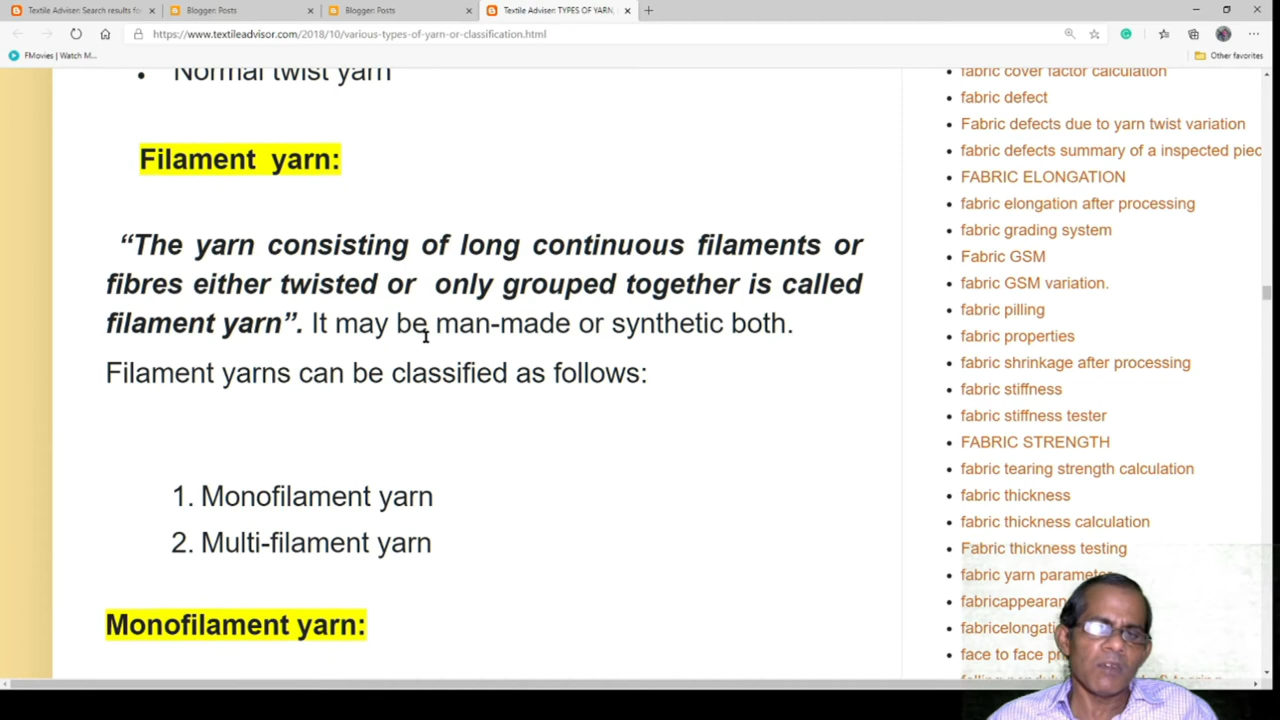 Textile Adviser: Search results fo
Blogger: Posts
Blogger: Posts
Textile Adviser: TYPES OF YARN,
https://www.textileadvisor.com/2018/10/various-types-of-yarn-or-classification.html
FMovies | Watch M...
Other favorites
• Normal twist yarn
Filament yarn:
“The yarn consisting of long continuous filaments or
fibres either twisted or only grouped together is called
filament yarn”. It may be man-made or synthetic both.
Filament yarns can be classified as follows:
1. Monofilament yarn
2. Multi-filament yarn
Monofilament yarn:
fabric cover factor calculation
fabric defect
Fabric defects due to yarn twist variation
fabric defects summary of a inspected piec
FABRIC ELONGATION
fabric elongation after processing
fabric grading system
Fabric GSM
fabric GSM variation.
fabric pilling
fabric properties
fabric shrinkage after processing
fabric stiffness
fabric stiffness tester
FABRIC STRENGTH
fabric tearing strength calculation
fabric thickness
fabric thickness calculation
Fabric thickness testing
fabric yarn paramete
fabricappearan
fabricelongati
face to face p